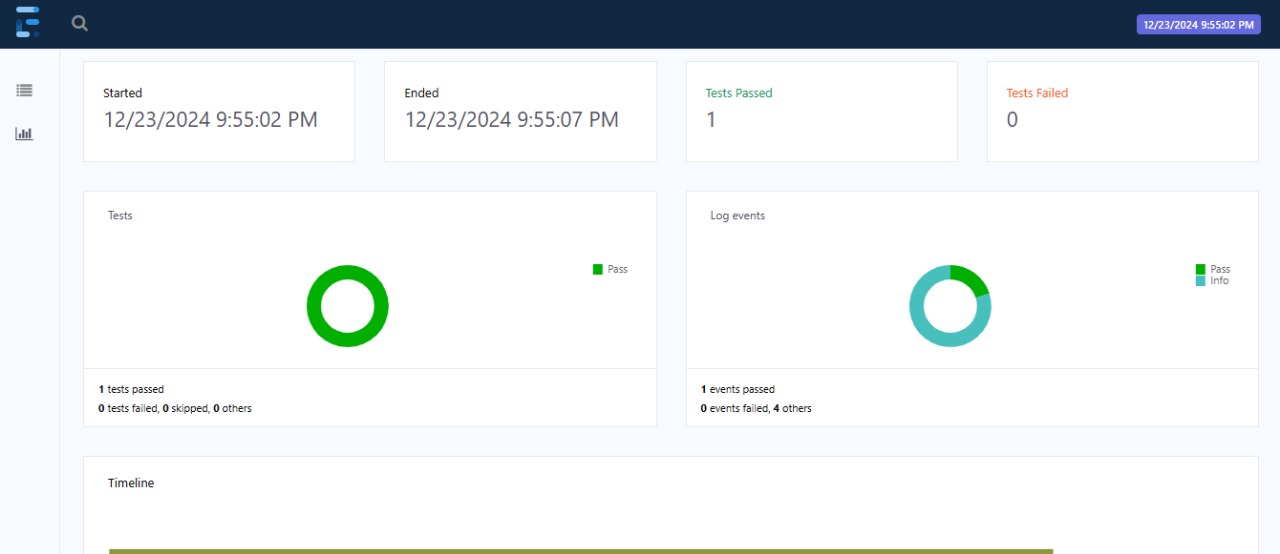 12/23/2024 9:55:02 PM
Started
12/23/2024 9:55:02 PM
Ended
12/23/2024 9:55:07 PM
Tests Passed
1
Tests Failed
0
Tests
Pass
1 tests passed
0 tests failed, 0 skipped, 0 others
Log events
Pass
Info
1 events passed
0 events failed, 4 others
Timeline